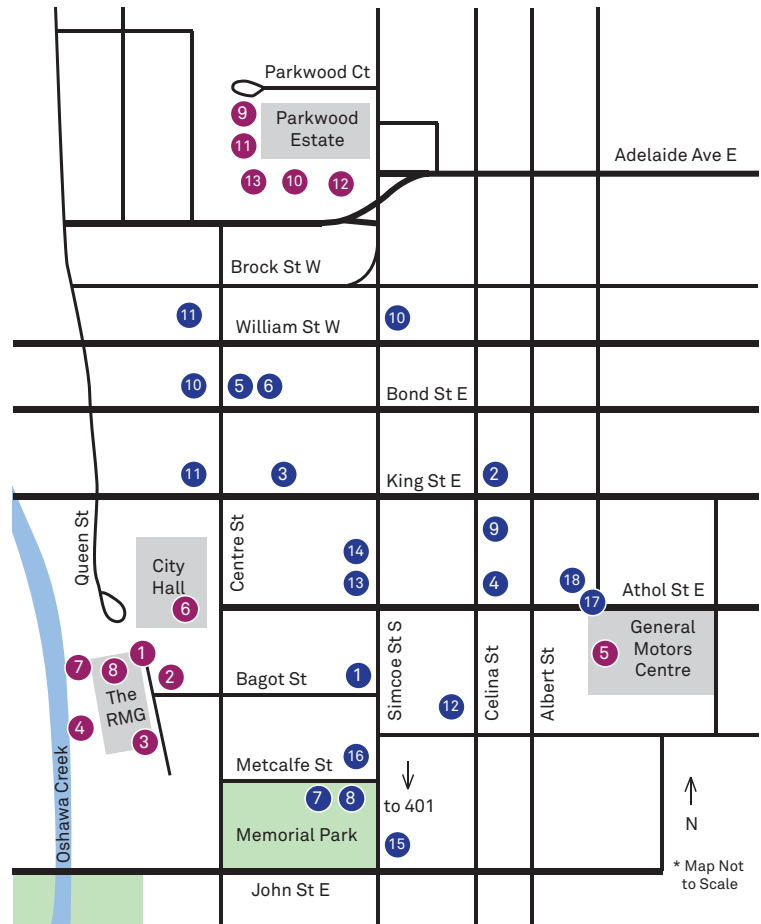 Parkwood Ct
9
Parkwood
Estate
11
Adelaide Ave E
13
10
12
Brock St W
11
William St W
10
10
5
6
Bond St E
11
3
King St E
2
Queen St
Centre St
9
14
City
Hall
13
4
18
Athol St E
17
6
General
Motors
Centre
5
Simcoe St S
Celina St
Albert St
1
7
8
2
Bagot St
1
The
RMG
4
3
12
Oshawa Creek
Metcalfe St
16
7
8
to 401
N
Memorial Park
15
* Map Not
to Scale
John St E